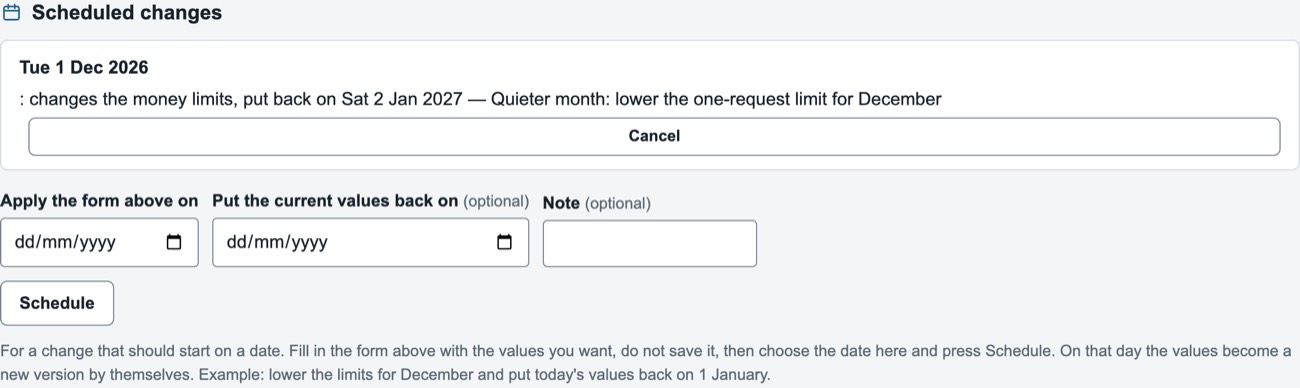 Scheduled changes
Tue 1 Dec 2026
: changes the money limits, put back on Sat 2 Jan 2027 — Quieter month: lower the one-request limit for December
Cancel
Apply the form above on Put the current values back on (optional) Note (optional)
dd/mm/yyyy dd/mm/yyyy
Schedule
For a change that should start on a date. Fill in the form above with the values you want, do not save it, then choose the date here and press Schedule. On that day the values become a
new version by themselves. Example: lower the limits for December and put today's values back on 1 January.